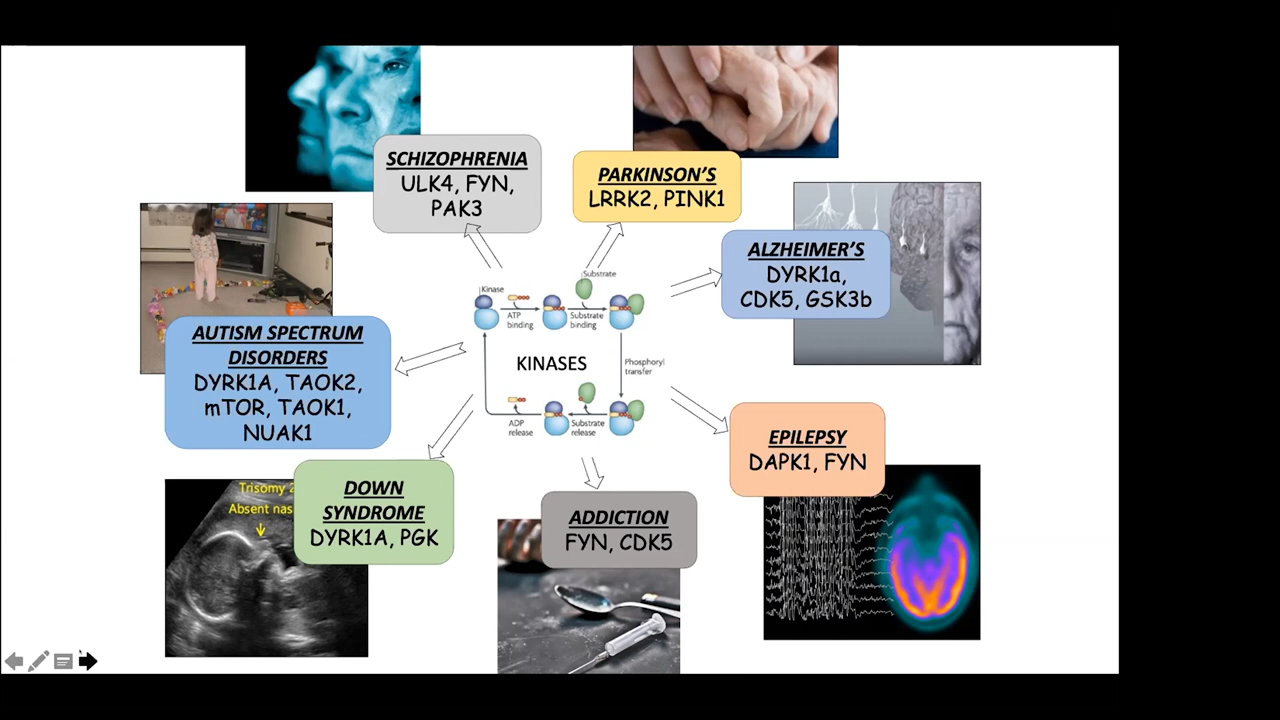 SCHIZOPHRENIA
ULK4, FYN,
PAK3
PARKINSON'S
LRRK2, PINK1
ALZHEIMER'S
DYRK1a,
CDK5, GSK3b
AUTISM SPECTRUM
DISORDERS
DYRK1A, TAOK2,
mTOR, TAOK1,
NUAK1
Kinase
ATP
binding
Substrate
Substrate
binding
KINASES
Phosphoryl
transfer
ADP
release
Substrate
release
EPILEPSY
DAPK1, FYN
Trisomy
Absent
DOWN
SYNDROME
DYRK1A, PGK
ADDICTION
FYN, CDK5